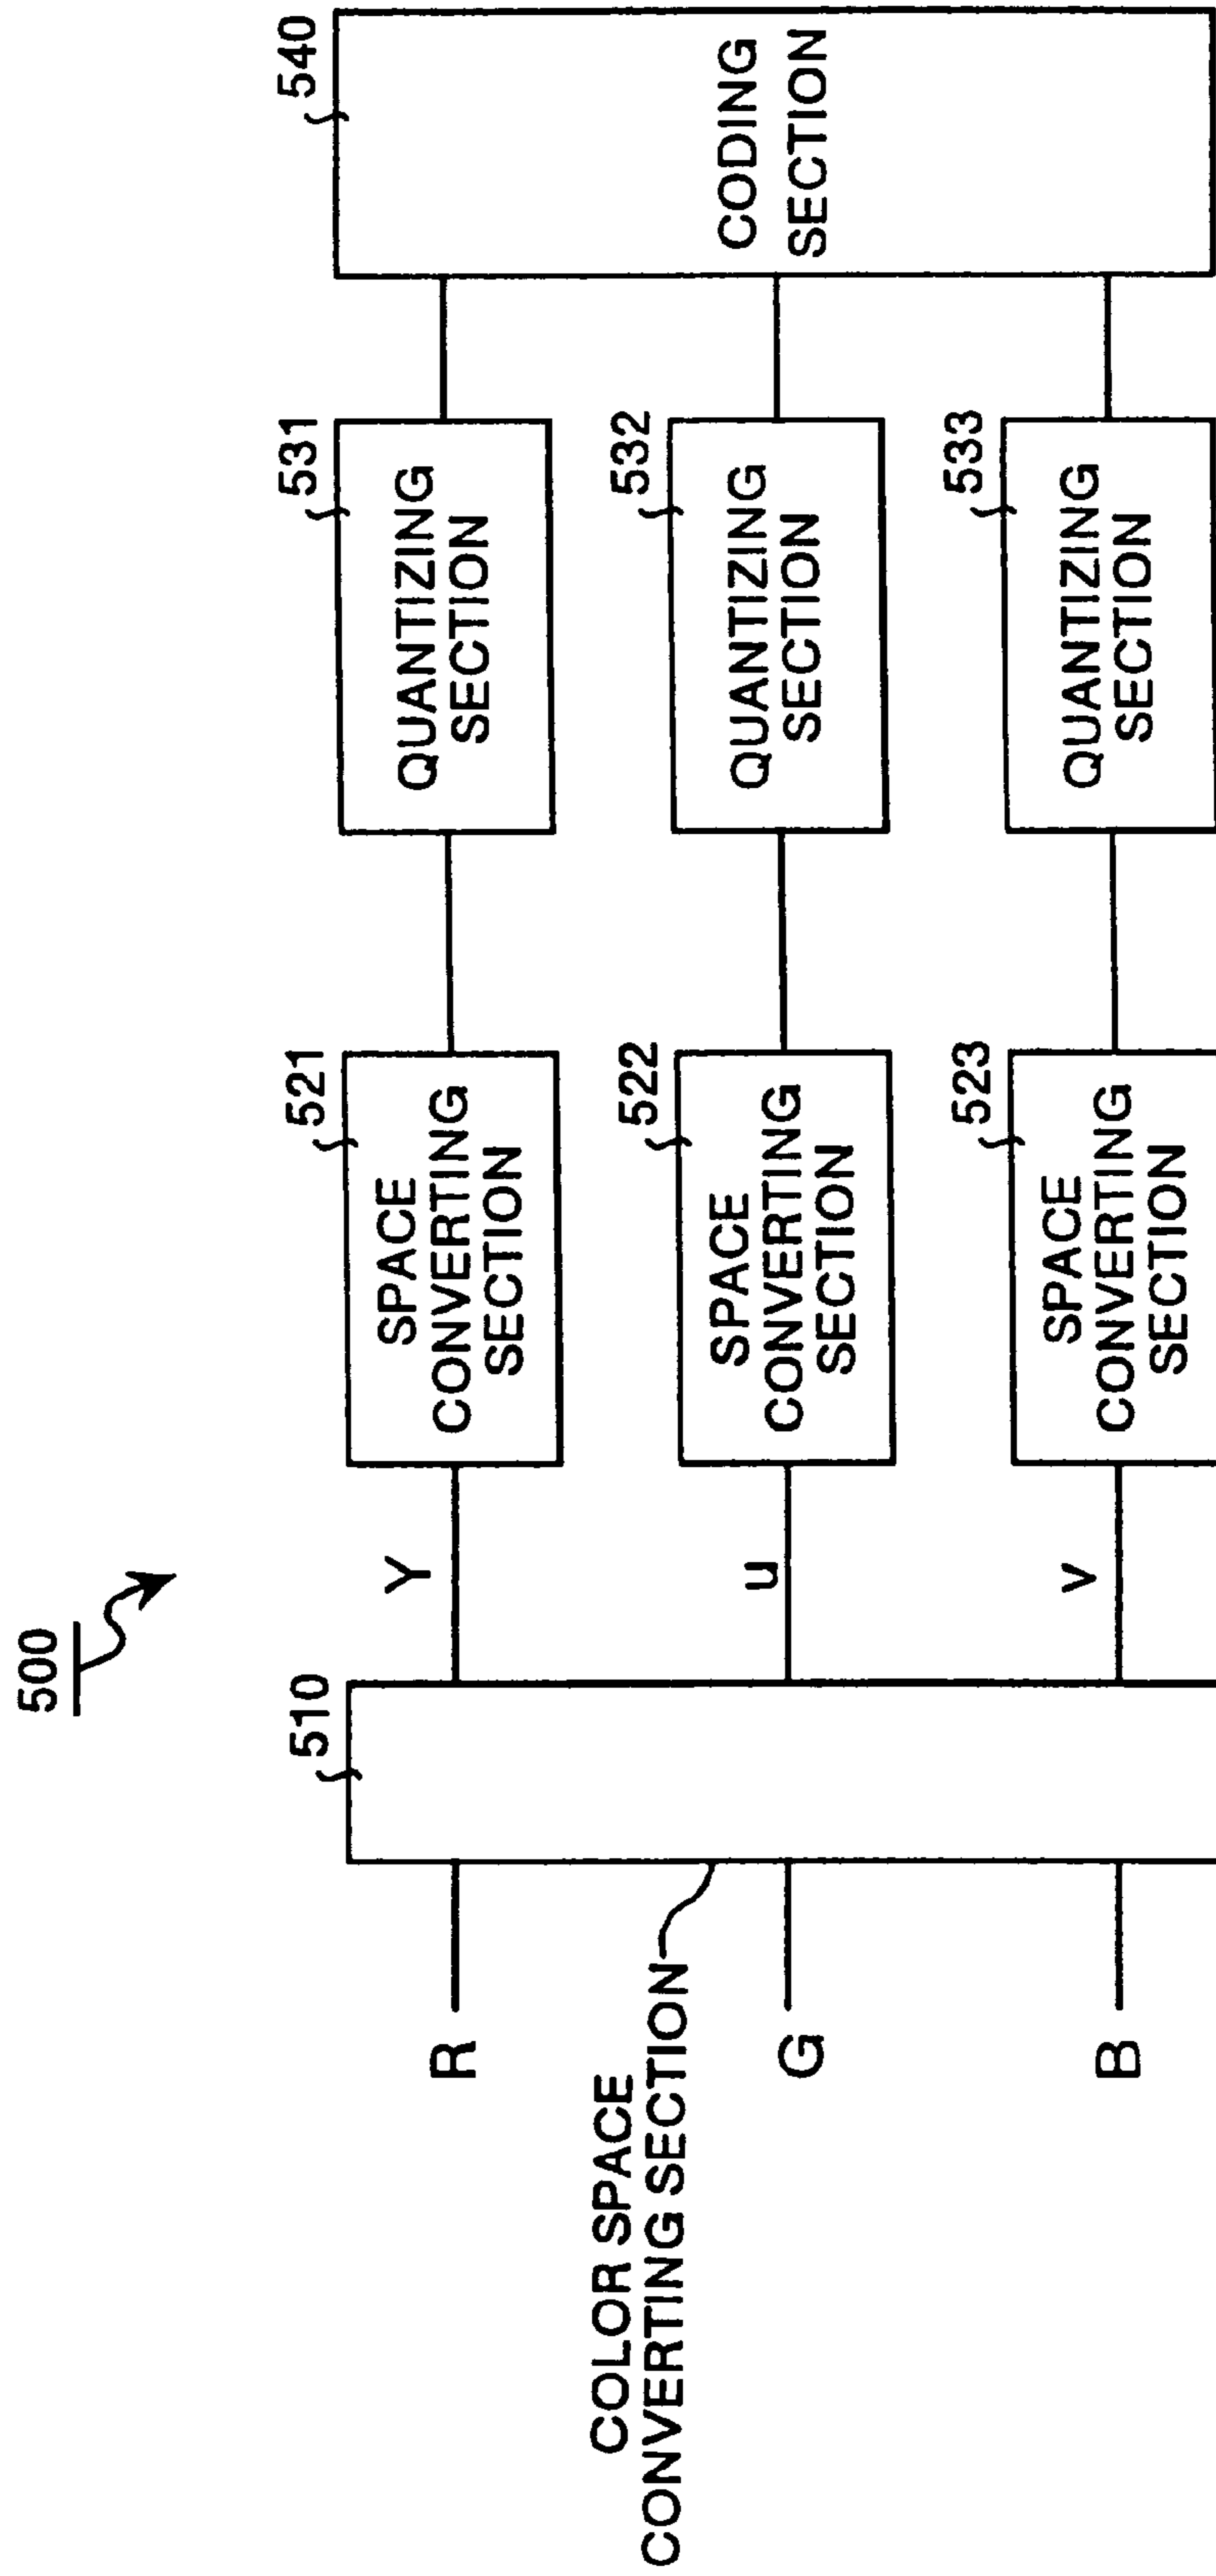 500
510
521
531
540
R
Y
SPACE
CONVERTING
SECTION
QUANTIZING
SECTION
COLOR SPACE
CONVERTING SECTION
522
532
G
u
SPACE
CONVERTING
SECTION
QUANTIZING
SECTION
CODING
SECTION
523
533
B
v
SPACE
CONVERTING
SECTION
QUANTIZING
SECTION